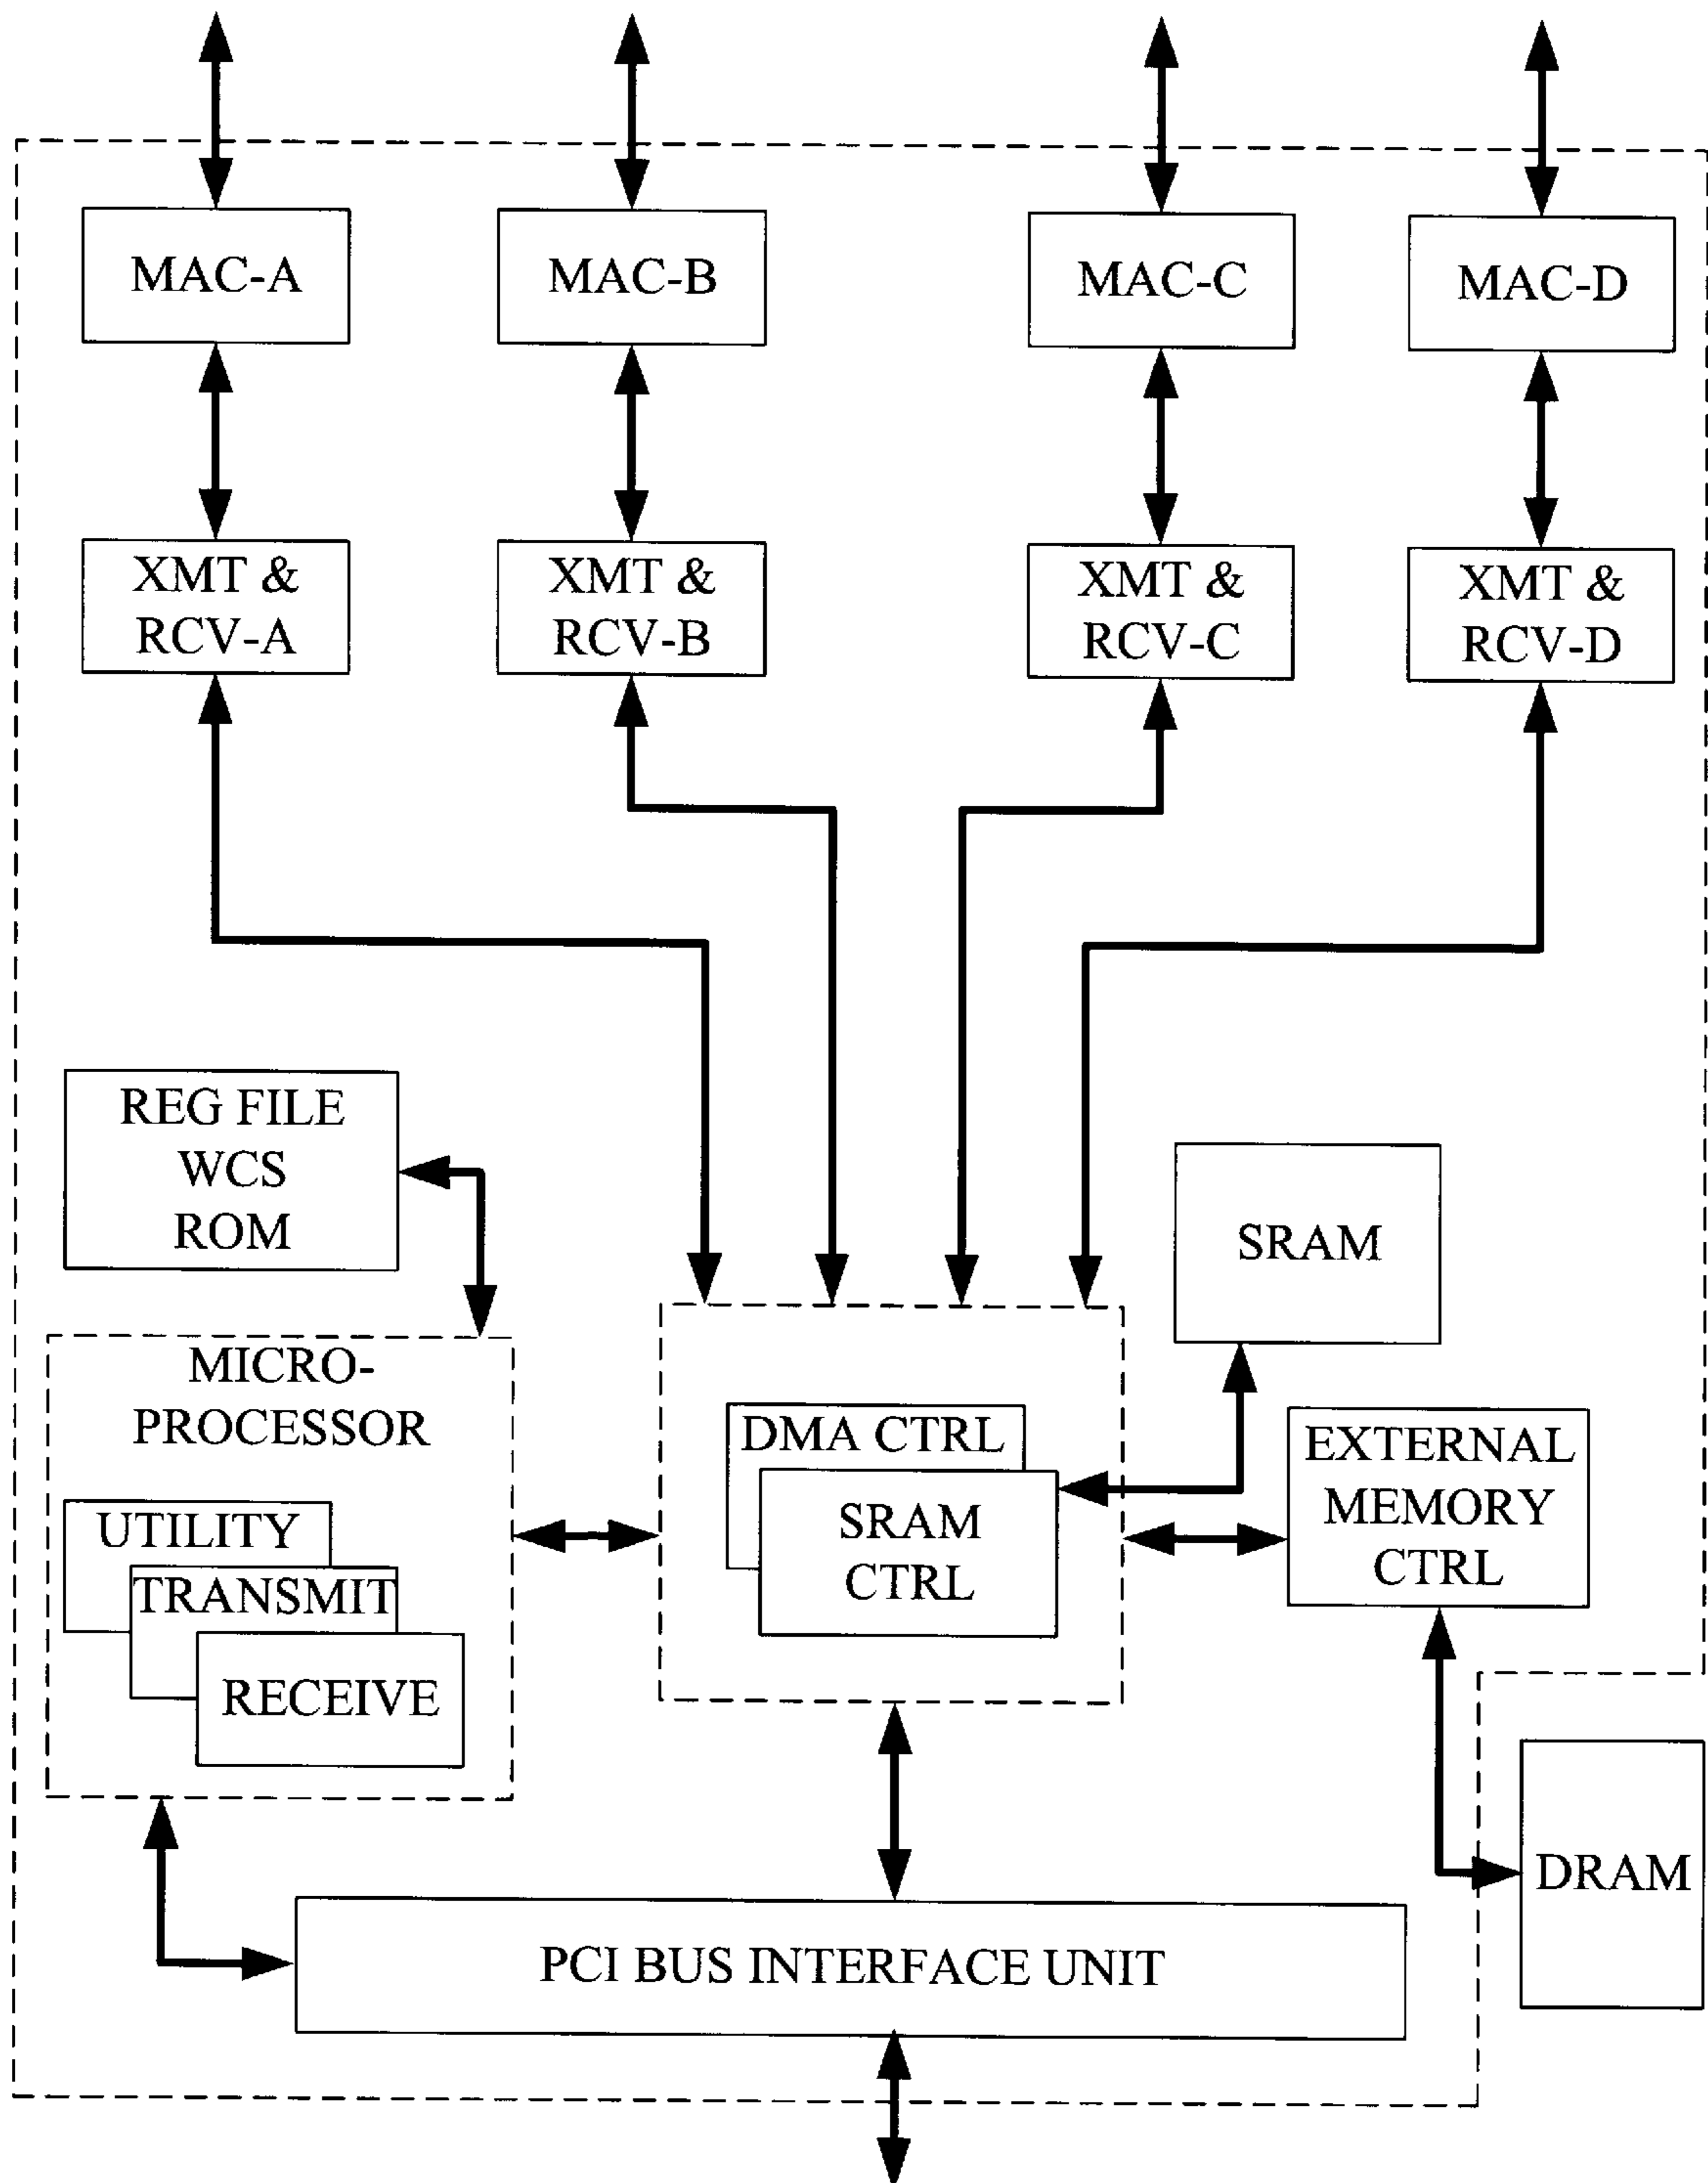 MAC-A
MAC-B
MAC-C
MAC-D
XMT &
RCV-A
XMT &
RCV-B
XMT &
RCV-C
XMT &
RCV-D
REG FILE
WCS
ROM
SRAM
MICRO-
PROCESSOR
UTILITY
TRANSMIT
RECEIVE
DMA CTRL
SRAM
CTRL
EXTERNAL
MEMORY
CTRL
DRAM
PCI BUS INTERFACE UNIT